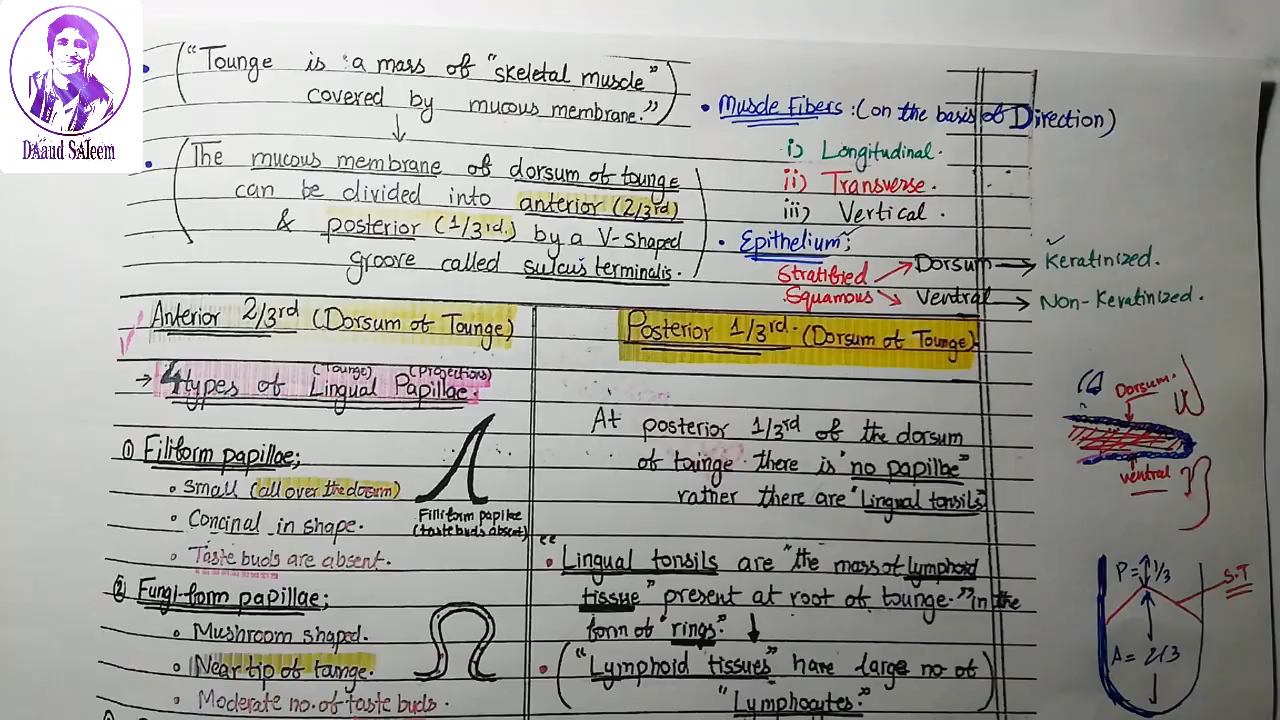 DAaud SAleem
• ("Tounge is a mass of "skeletal muscle"
covered by mucous membrane.")
• (The mucous membrane of dorsum of tounge
can be divided into anterior (2/3rd)
& posterior (1/3rd.) by a V-shaped
groove called sulcus terminalis.)
• Muscle Fibers: (on the basis of Direction)
i) Longitudinal.
ii) Transverse.
iii) Vertical.
• Epithelium:
Stratified
Squamous
Dorsum → Keratinized.
Ventral → Non-Keratinized.
Anterior 2/3rd (Dorsum of Tounge)
(Tounge) (Projections)
→ 4 types of Lingual Papillae.
① Filiform papillae;
• Small (all over the dosum)
• Concinal in shape.
• Taste buds are absent.
Filiform papilae
(taste buds absent)
② Fungi-form papillae;
• Mushroom shaped.
• Near tip of tounge.
• Moderate no. of taste buds.
Posterior 1/3rd. (Dorsum of Tounge)
At posterior 1/3rd of the dorsum
of tounge there is "no papillae"
rather there are "lingual tonsils"
"• Lingual tonsils are "the mass of lymphoid
tissue" present at root of tounge." in the
form of "rings"
• ("Lymphoid tissues" have large no of
"Lymphocytes."
Dorsum.
ventral
P = 1/3
S.T
A = 2/3